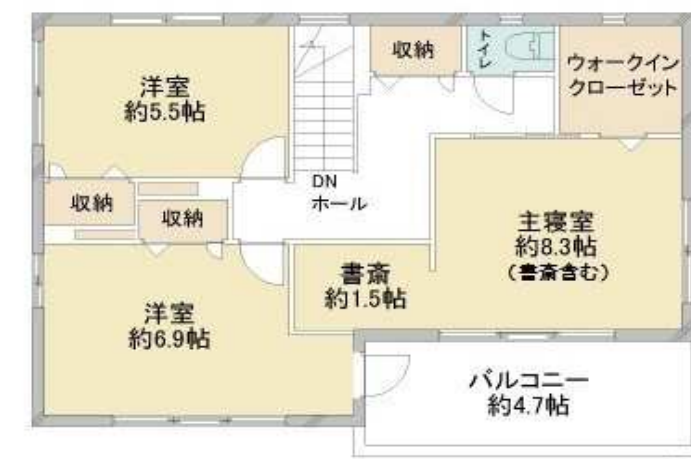 洋室
約5.5帖
収納
トイレ
ウォークイン
クローゼット
DN
ホール
収納
収納
主寝室
約8.3帖
(書斎含む)
書斎
約1.5帖
洋室
約6.9帖
バルコニー
約4.7帖